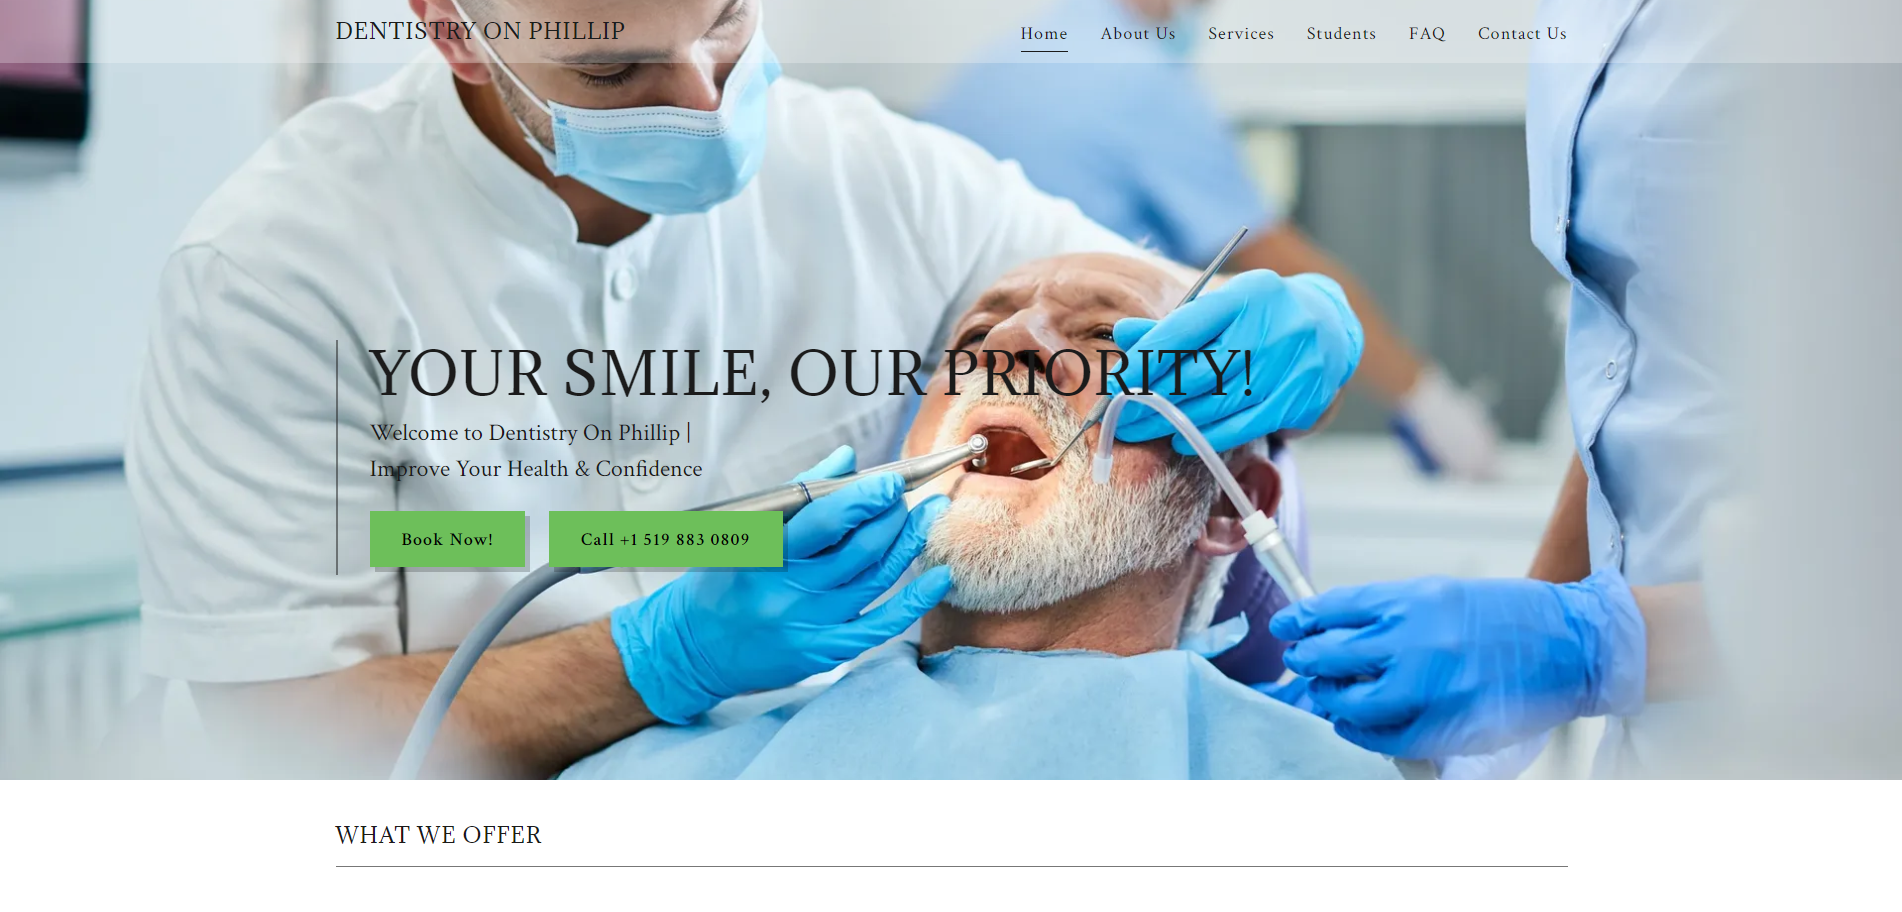 DENTISTRY ON PHILLIP
Home About Us Services Students FAQ Contact Us
YOUR SMILE, OUR PRIORITY!
Welcome to Dentistry On Phillip |
Improve Your Health & Confidence
Book Now! Call +1 519 883 0809
WHAT WE OFFER